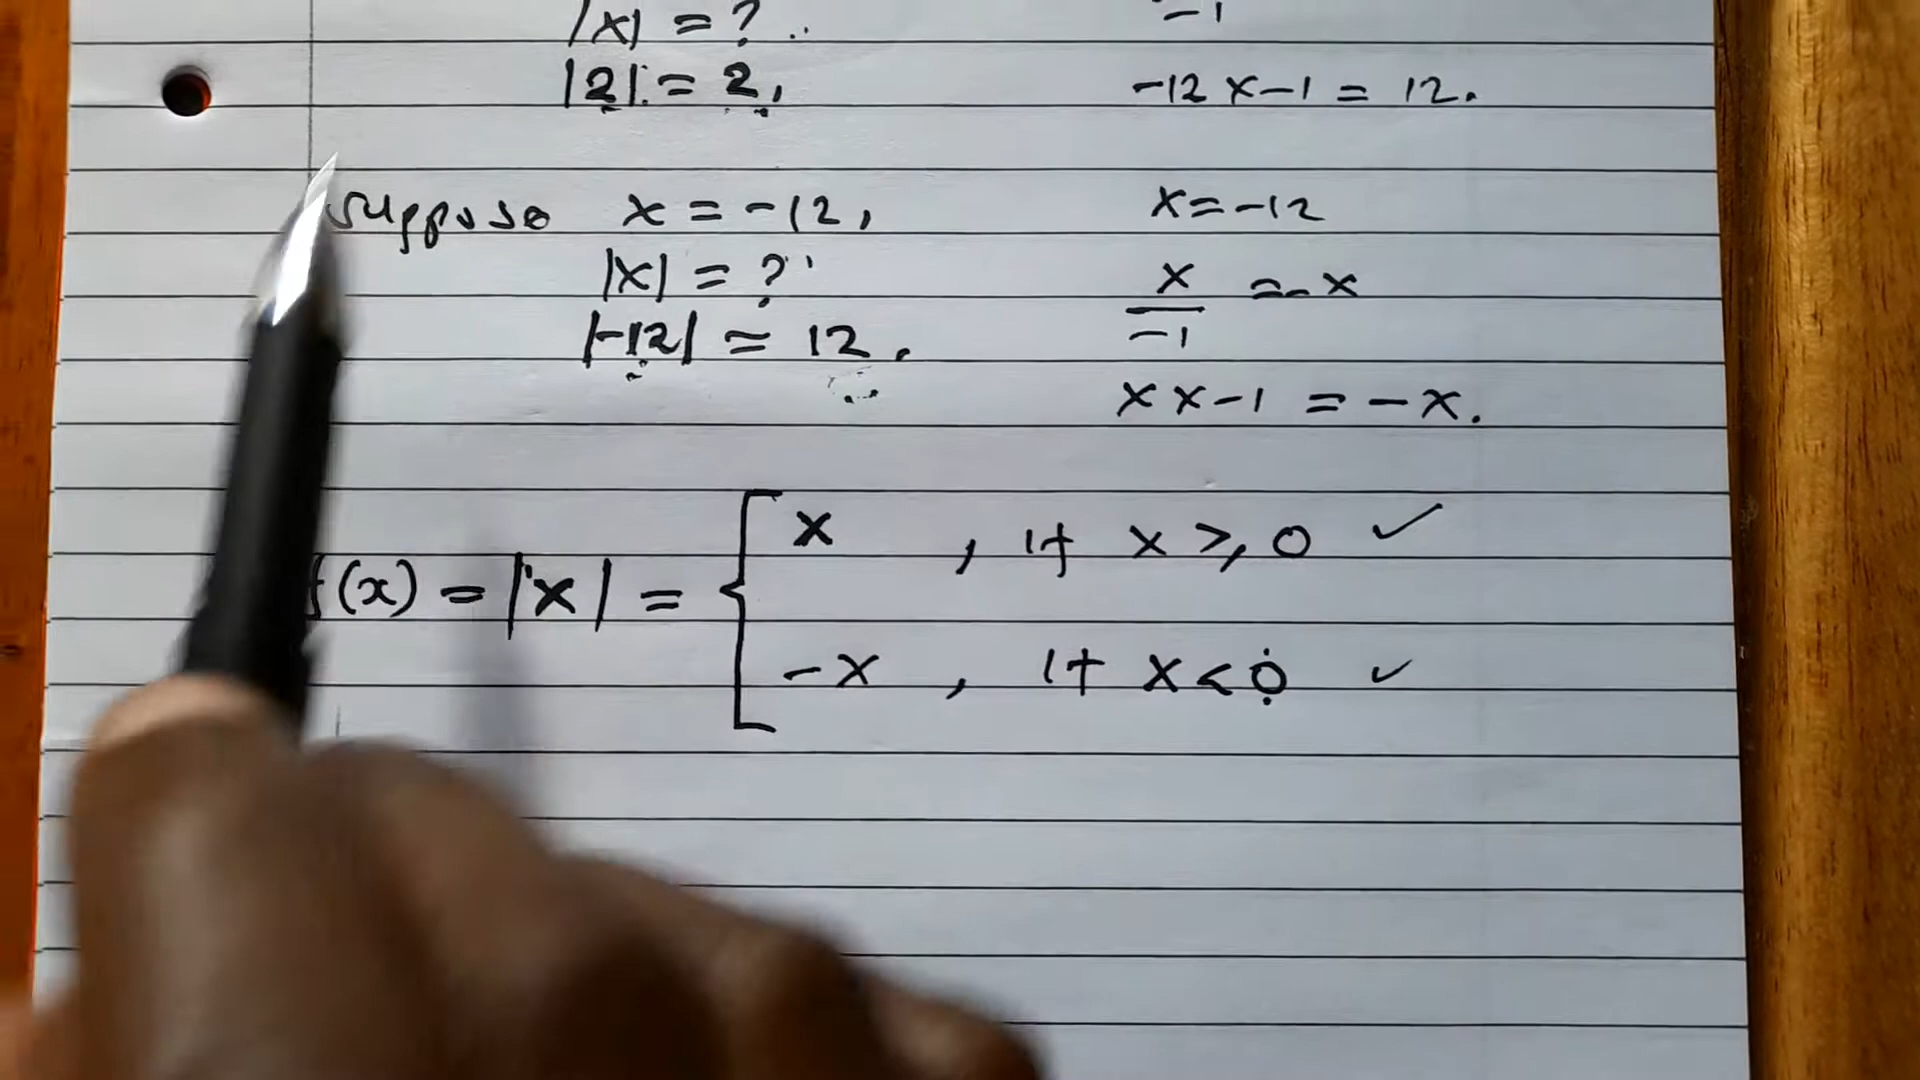 |x| = ? ..
-1
|2| = 2,
-12 x -1 = 12.
suppose x = -12,
x = -12
|x| = ?
x/-1 = -x
|-12| = 12.
x x -1 = -x.
f(x) = |x| = { x , if x ≥ 0 ✓
-x , if x < 0 ✓